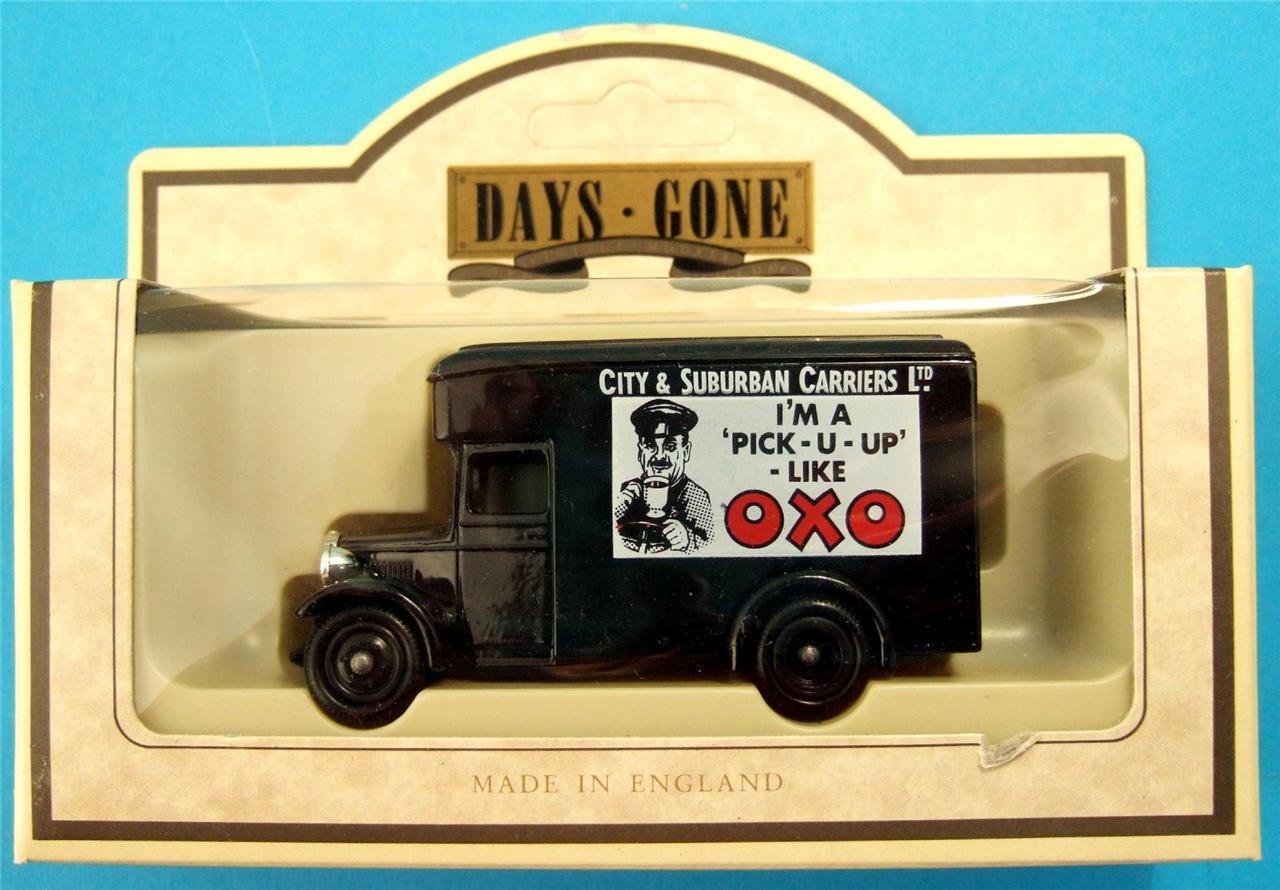 DAYS · GONE
CITY & SUBURBAN CARRIERS LTD.
I'M A
'PICK-U-UP'
-LIKE
OXO
MADE IN ENGLAND